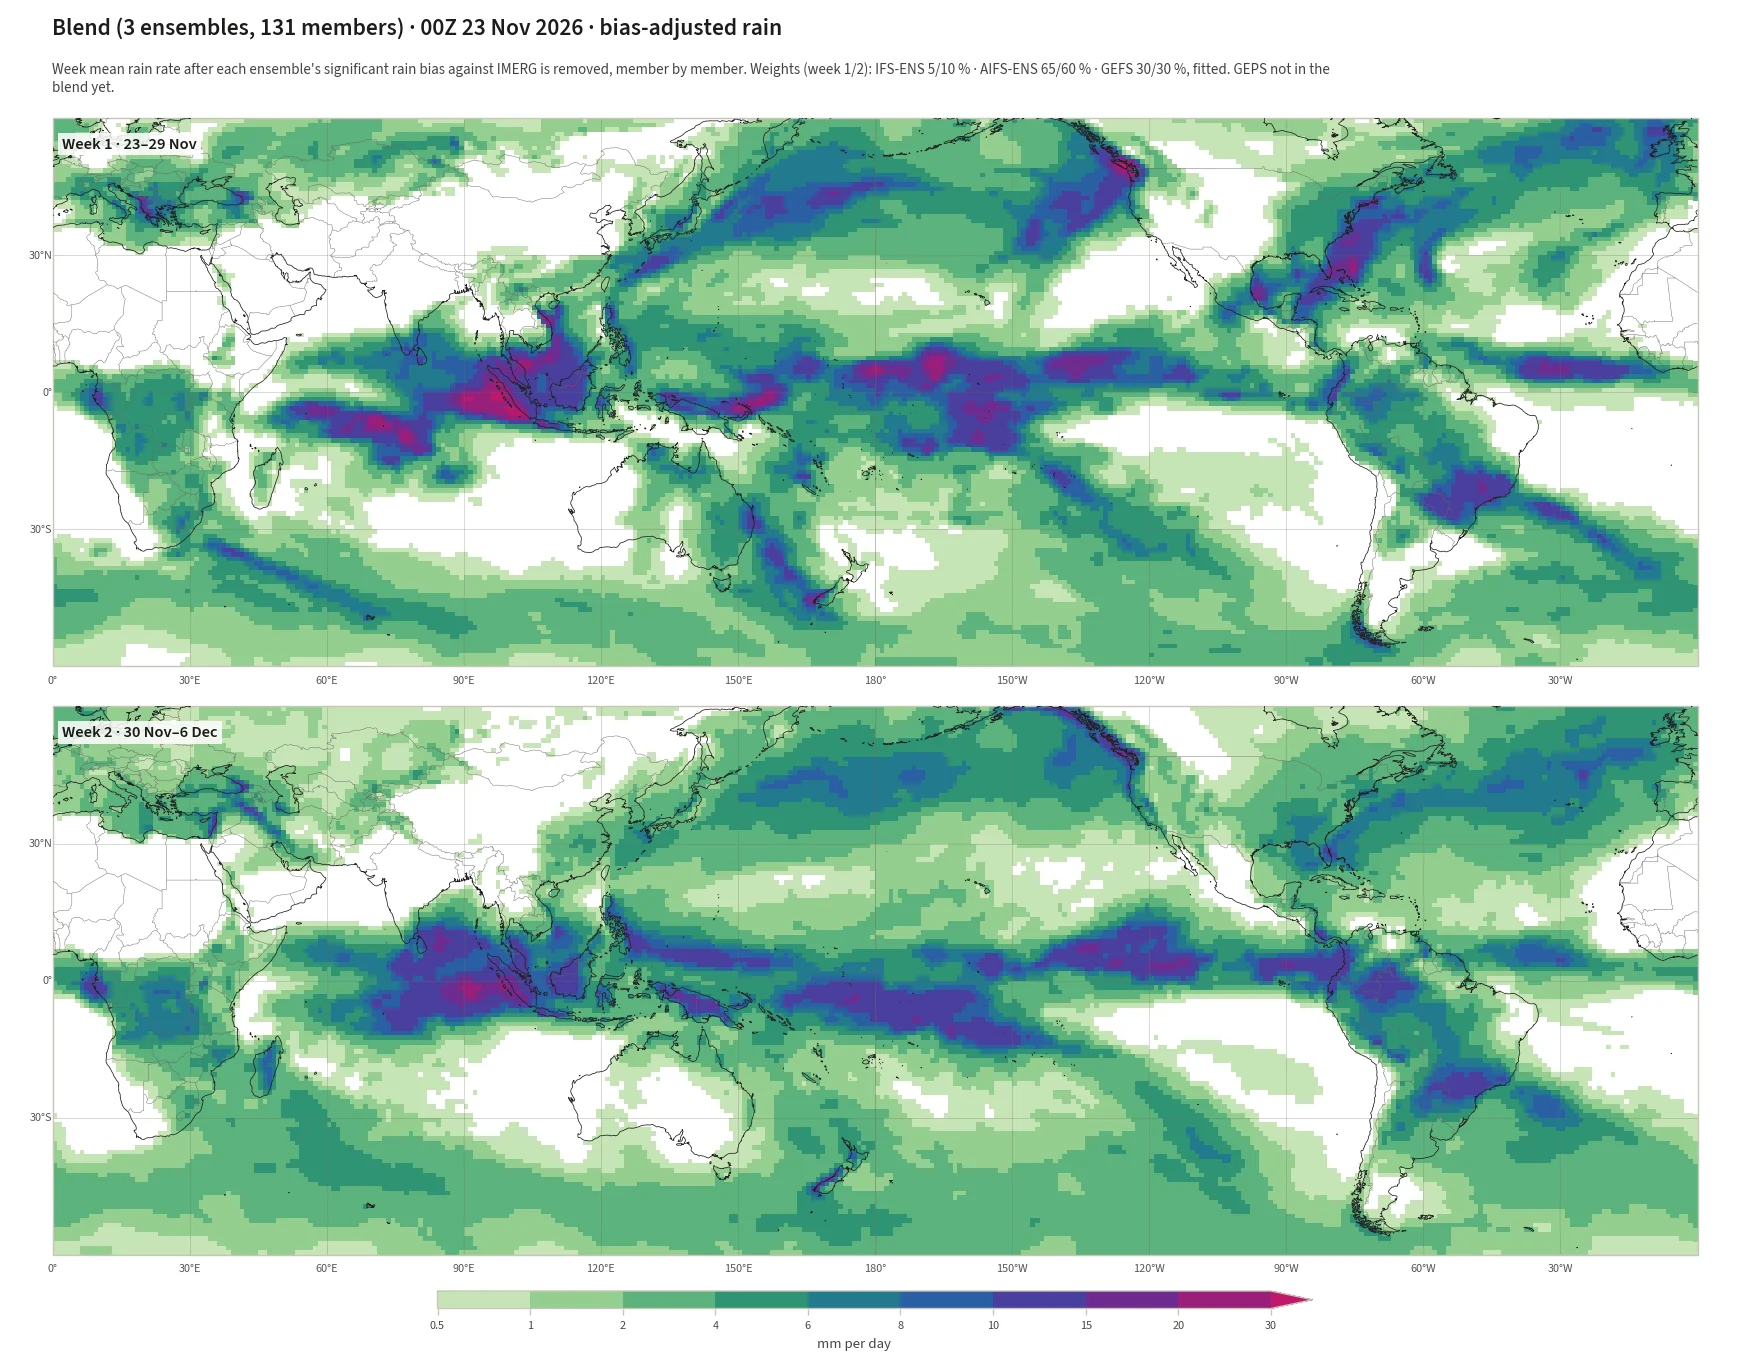 Blend (3 ensembles, 131 members) · 00Z 23 Nov 2026 · bias-adjusted rain
Week mean rain rate after each ensemble's significant rain bias against IMERG is removed, member by member. Weights (week 1/2): IFS-ENS 5/10 % · AIFS-ENS 65/60 % · GEFS 30/30 %, fitted. GEPS not in the
blend yet.
Week 1 · 23–29 Nov
30°N
0°
30°S
0° 30°E 60°E 90°E 120°E 150°E 180° 150°W 120°W 90°W 60°W 30°W
Week 2 · 30 Nov–6 Dec
30°N
0°
30°S
0° 30°E 60°E 90°E 120°E 150°E 180° 150°W 120°W 90°W 60°W 30°W
0.5 1 2 4 6 8 10 15 20 30
mm per day